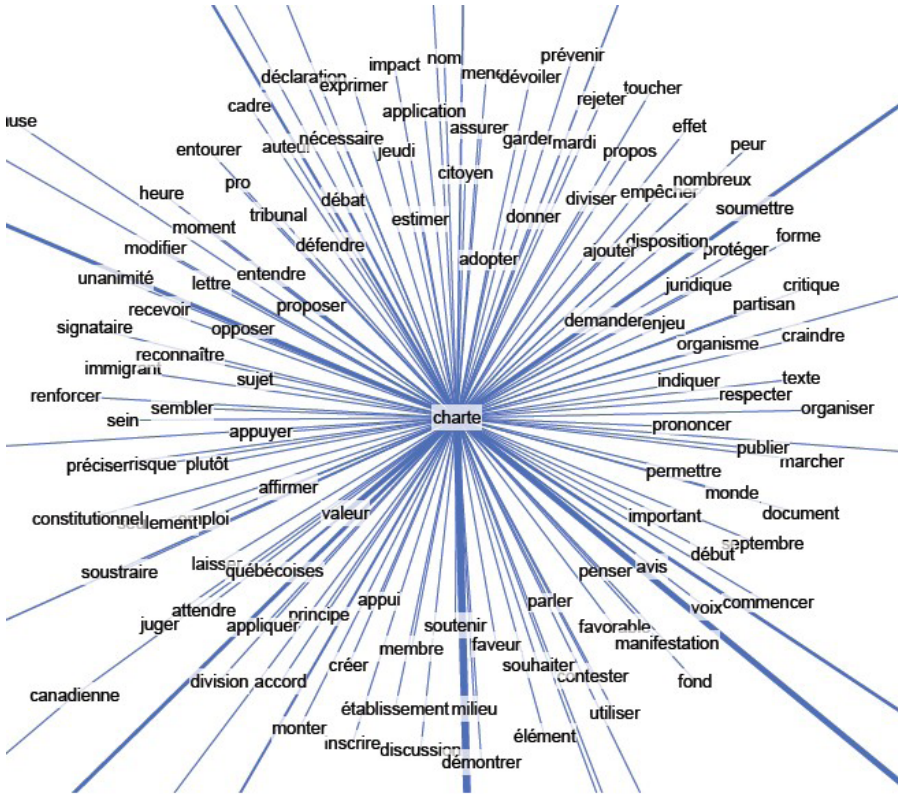 nom
prévenir
impact
déclaration
exprimer
dévoiler
toucher
rejeter
cadre
application
ause
assurer
effet
auteur
nécessaire
garder
mardi
entourer
jeudi
propos
peur
citoyen
pro
nombreux
heure
empêcher
débat
diviser
soumettre
tribunal
estimer
donner
moment
forme
modifier
défendre
disposition
ajouter
protéger
adopter
unanimité
lettre
entendre
juridique
critique
recevoir
proposer
partisan
signataire
opposer
demander
enjeu
craindre
organisme
reconnaître
immigrant
sujet
indiquer
texte
renforcer
respecter
sembler
organiser
sein
charte
prononcer
appuyer
publier
marcher
préciser
risque
plutôt
permettre
affirmer
monde
valeur
document
important
constitutionnel
seulement
emploi
septembre
début
laisser
québécoises
penser
avis
soustraire
appui
parler
commencer
attendre
principe
voix
juger
appliquer
soutenir
favorable
manifestation
membre
faveur
créer
souhaiter
contester
division
accord
fond
canadienne
établissement
milieu
utiliser
monter
élément
inscrire
discussion
démontrer